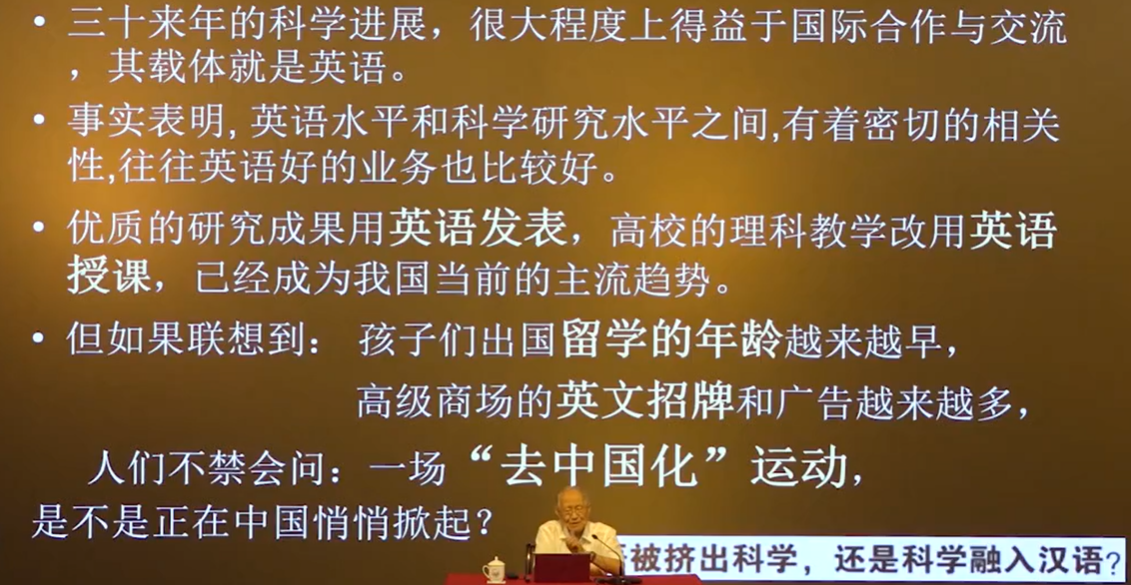 • 三十来年的科学进展，很大程度上得益于国际合作与交流
，其载体就是英语。
• 事实表明, 英语水平和科学研究水平之间,有着密切的相关
性,往往英语好的业务也比较好。
• 优质的研究成果用英语发表，高校的理科教学改用英语
授课，已经成为我国当前的主流趋势。
• 但如果联想到： 孩子们出国留学的年龄越来越早，
高级商场的英文招牌和广告越来越多，
人们不禁会问：一场“去中国化”运动，
是不是正在中国悄悄掀起？
被挤出科学，还是科学融入汉语？